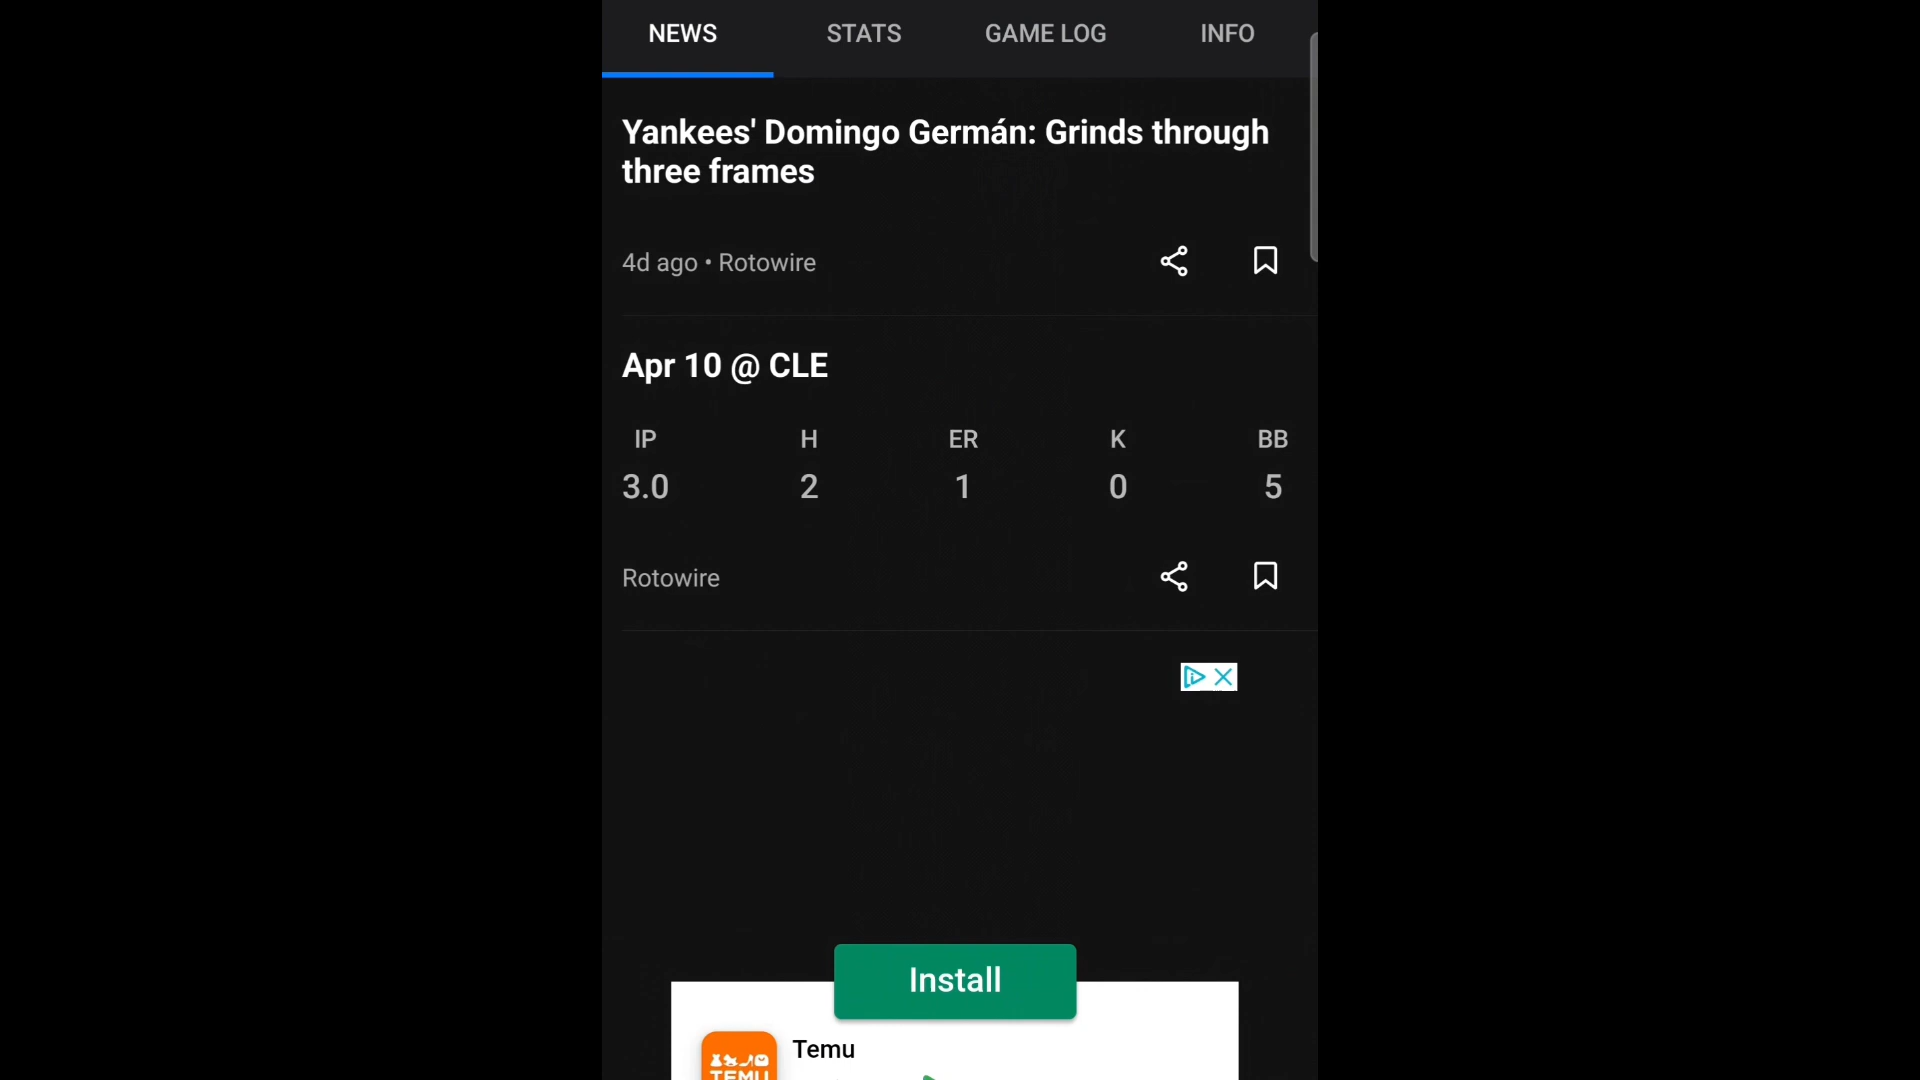 NEWS STATS GAME LOG INFO
Yankees' Domingo Germán: Grinds through
three frames
4d ago • Rotowire
Apr 10 @ CLE
IP H ER K BB
3.0 2 1 0 5
Rotowire
Install
Temu
TEMU